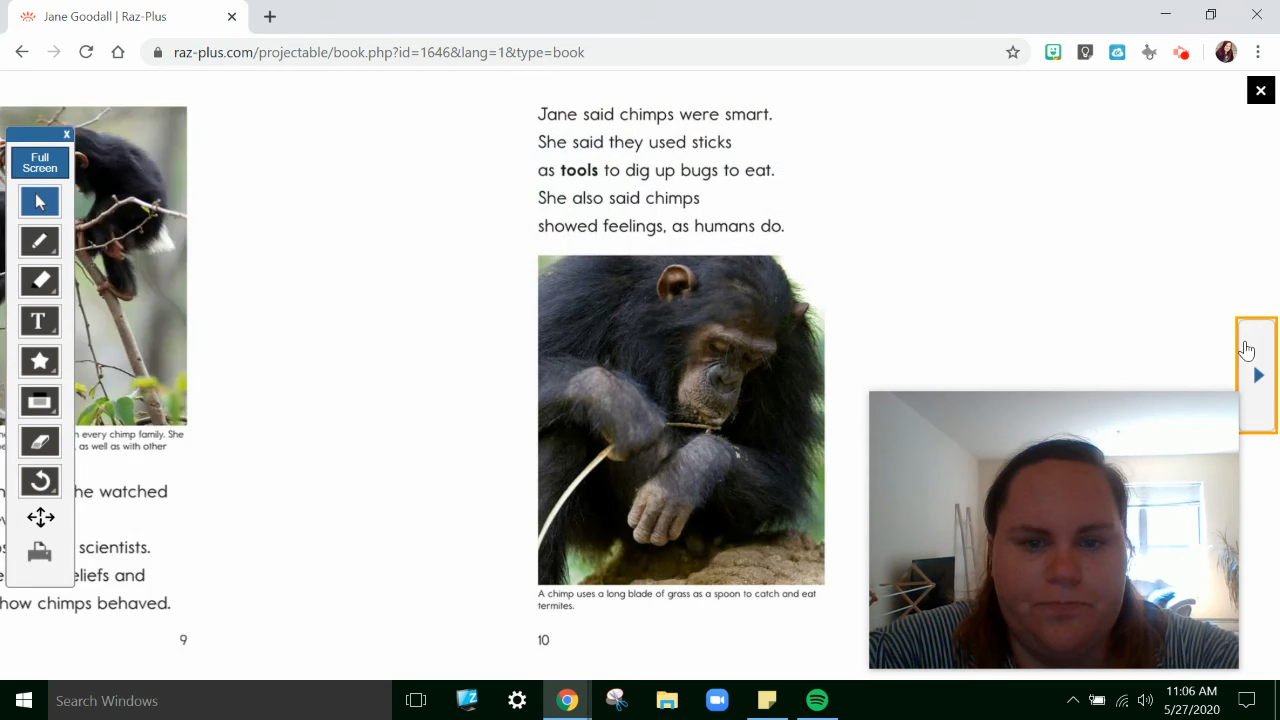 Jane Goodall | Raz-Plus
raz-plus.com/projectable/book.php?id=1646&lang=1&type=book
x
Full
Screen
T
n every chimp family. She
, as well as with other
he watched
scientists.
eliefs and
how chimps behaved.
9
Jane said chimps were smart.
She said they used sticks
as tools to dig up bugs to eat.
She also said chimps
showed feelings, as humans do.
A chimp uses a long blade of grass as a spoon to catch and eat
termites.
10
Search Windows
11:06 AM
5/27/2020